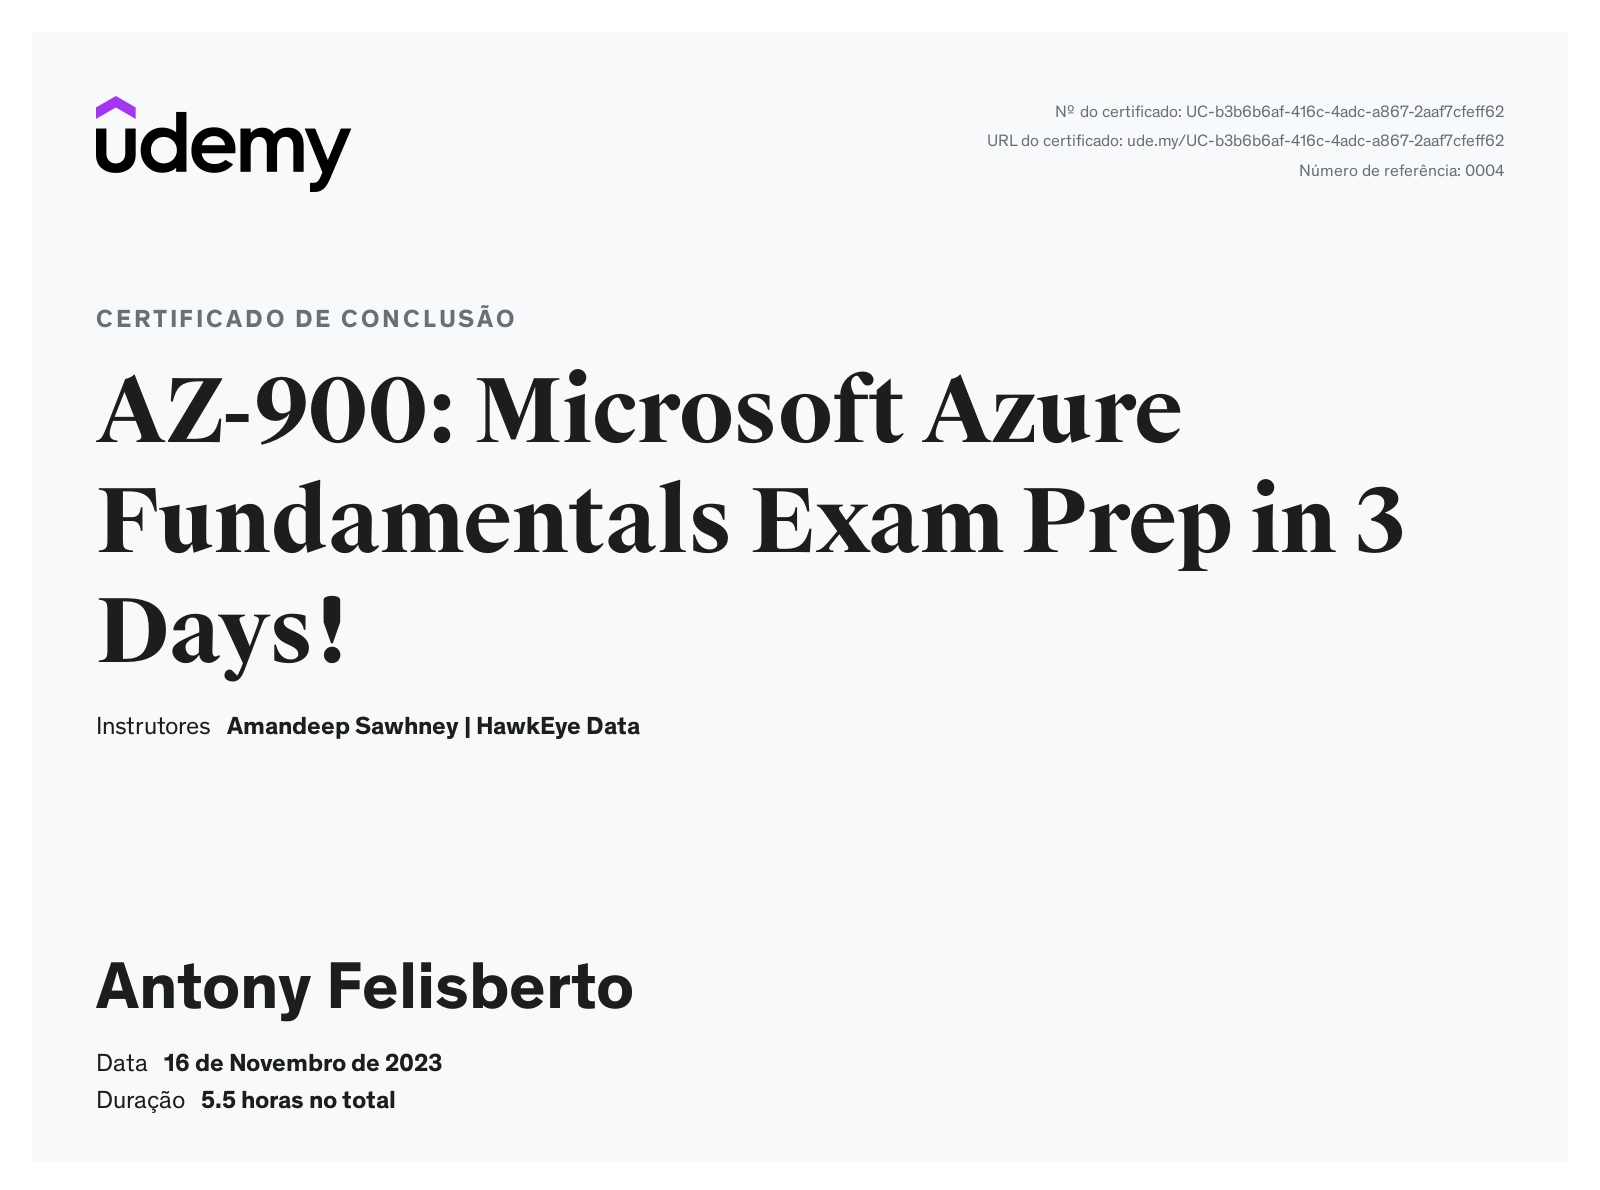 udemy
Nº do certificado: UC-b3b6b6af-416c-4adc-a867-2aaf7cfeff62
URL do certificado: ude.my/UC-b3b6b6af-416c-4adc-a867-2aaf7cfeff62
Número de referência: 0004
CERTIFICADO DE CONCLUSÃO
AZ-900: Microsoft Azure
Fundamentals Exam Prep in 3
Days!
Instrutores Amandeep Sawhney | HawkEye Data
Antony Felisberto
Data 16 de Novembro de 2023
Duração 5.5 horas no total